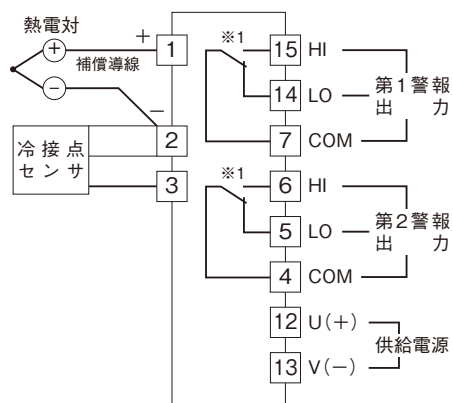 熱電対
+
補償導線
+
1
−
−
2
冷接点
センサ
3
※1
15 HI
14 LO
7 COM
第1警報
出 力
※1
6 HI
5 LO
4 COM
第2警報
出 力
12 U(+)
13 V(−)
供給電源